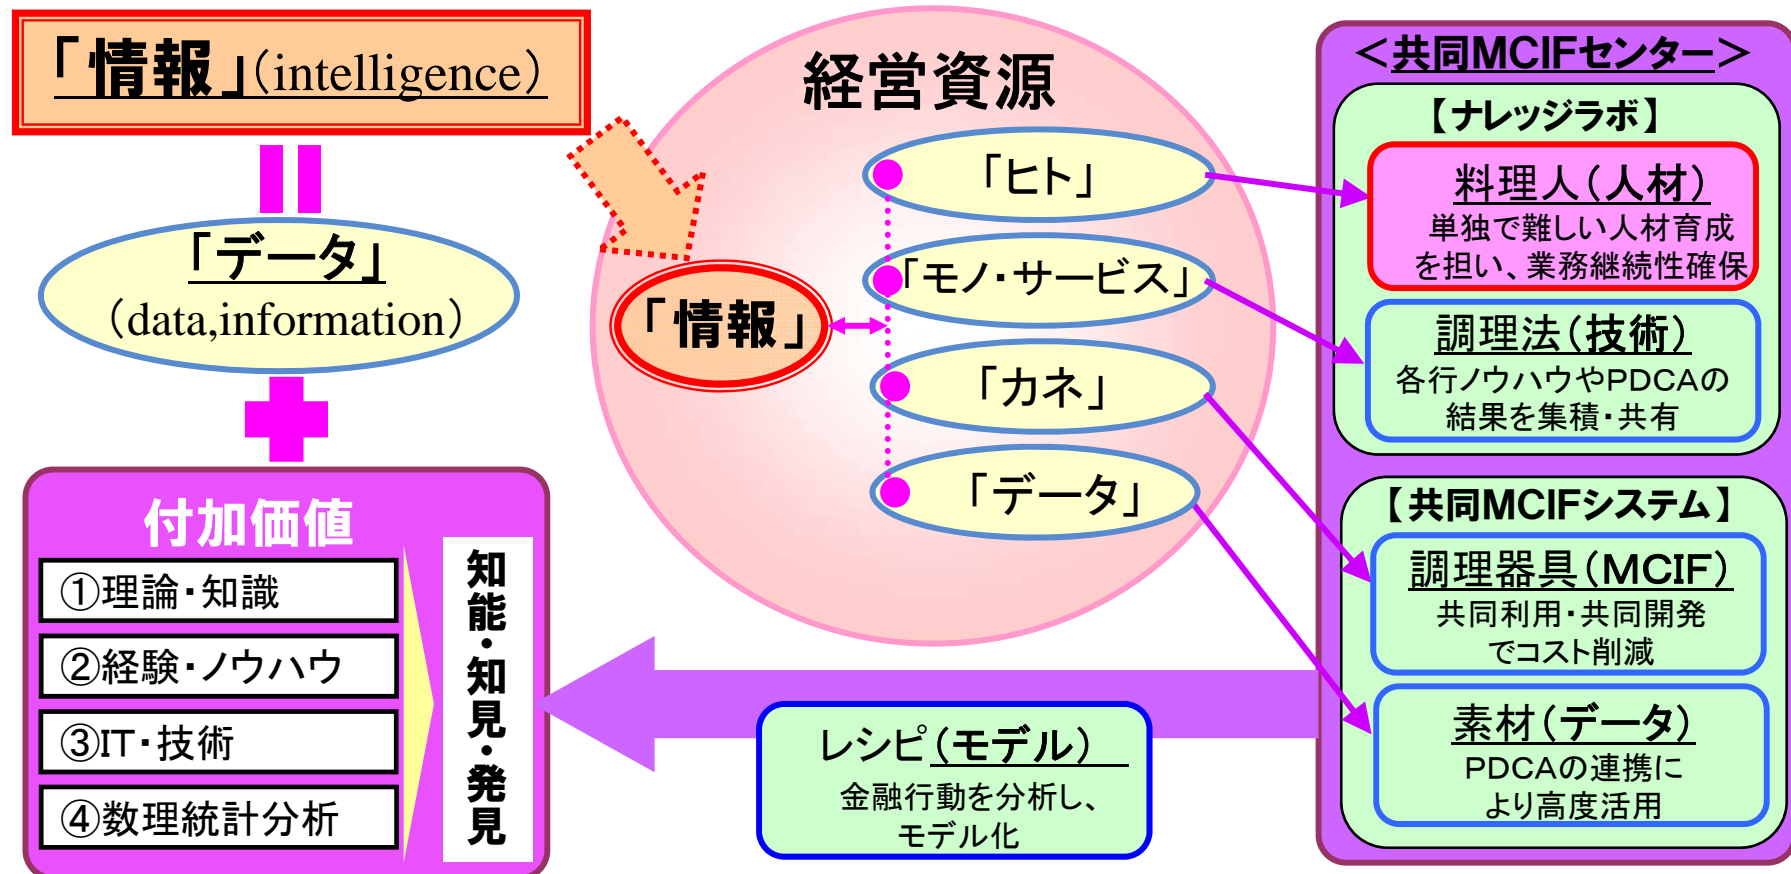 「情報」(intelligence)
「データ」
(data,information)
付加価値
①理論・知識
②経験・ノウハウ
③IT・技術
④数理統計分析
知能・知見・発見
経営資源
「情報」
「ヒト」
「モノ・サービス」
「カネ」
「データ」
レシピ(モデル)
金融行動を分析し、
モデル化
<共同MCIFセンター>
【ナレッジラボ】
料理人(人材)
単独で難しい人材育成
を担い、業務継続性確保
調理法(技術)
各行ノウハウやPDCAの
結果を集積・共有
【共同MCIFシステム】
調理器具(MCIF)
共同利用・共同開発
でコスト削減
素材(データ)
PDCAの連携に
より高度活用